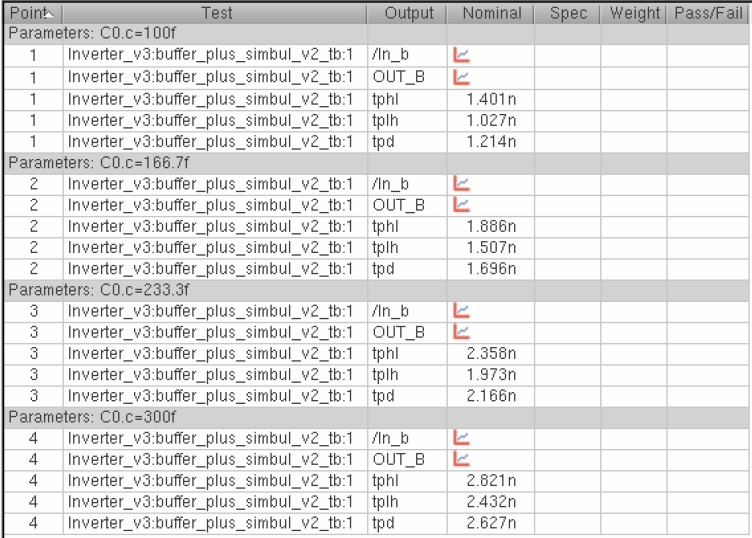 Point Test Output Nominal Spec Weight Pass/Fail
Parameters: C0.c=100f
1 Inverter_v3:buffer_plus_simbul_v2_tb:1 /In_b
1 Inverter_v3:buffer_plus_simbul_v2_tb:1 OUT_B
1 Inverter_v3:buffer_plus_simbul_v2_tb:1 tphl 1.401n
1 Inverter_v3:buffer_plus_simbul_v2_tb:1 tplh 1.027n
1 Inverter_v3:buffer_plus_simbul_v2_tb:1 tpd 1.214n
Parameters: C0.c=166.7f
2 Inverter_v3:buffer_plus_simbul_v2_tb:1 /In_b
2 Inverter_v3:buffer_plus_simbul_v2_tb:1 OUT_B
2 Inverter_v3:buffer_plus_simbul_v2_tb:1 tphl 1.886n
2 Inverter_v3:buffer_plus_simbul_v2_tb:1 tplh 1.507n
2 Inverter_v3:buffer_plus_simbul_v2_tb:1 tpd 1.696n
Parameters: C0.c=233.3f
3 Inverter_v3:buffer_plus_simbul_v2_tb:1 /In_b
3 Inverter_v3:buffer_plus_simbul_v2_tb:1 OUT_B
3 Inverter_v3:buffer_plus_simbul_v2_tb:1 tphl 2.358n
3 Inverter_v3:buffer_plus_simbul_v2_tb:1 tplh 1.973n
3 Inverter_v3:buffer_plus_simbul_v2_tb:1 tpd 2.166n
Parameters: C0.c=300f
4 Inverter_v3:buffer_plus_simbul_v2_tb:1 /In_b
4 Inverter_v3:buffer_plus_simbul_v2_tb:1 OUT_B
4 Inverter_v3:buffer_plus_simbul_v2_tb:1 tphl 2.821n
4 Inverter_v3:buffer_plus_simbul_v2_tb:1 tplh 2.432n
4 Inverter_v3:buffer_plus_simbul_v2_tb:1 tpd 2.627n